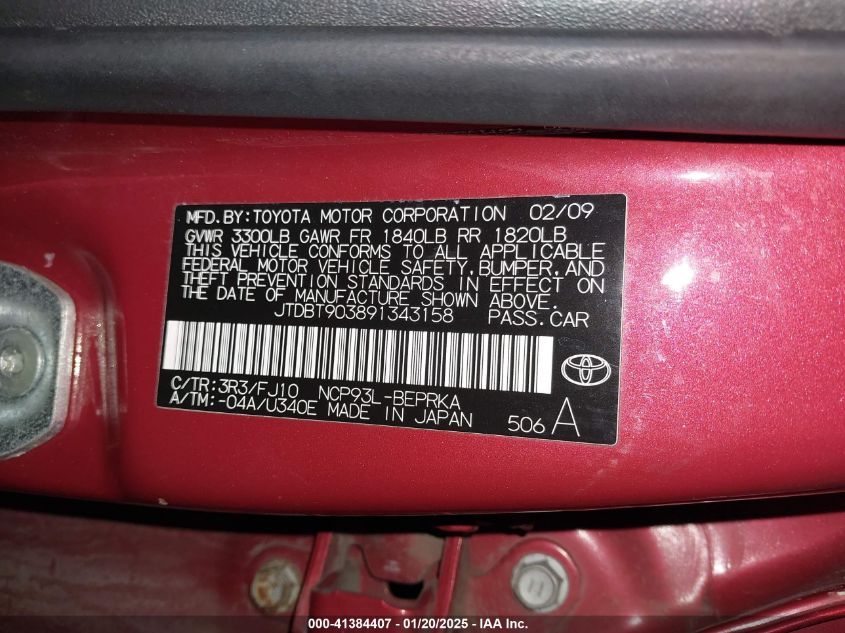 MFD. BY: TOYOTA MOTOR CORPORATION 02/09
GVWR 3300LB GAWR FR 1840LB RR 1820LB
THIS VEHICLE CONFORMS TO ALL APPLICABLE
FEDERAL MOTOR VEHICLE SAFETY, BUMPER, AND
THEFT PREVENTION STANDARDS IN EFFECT ON
THE DATE OF MANUFACTURE SHOWN ABOVE.
JTDBT903891343158 PASS. CAR
C/TR: 3R3/FJ10 NCP93L-BEPRKA
A/TM: -04A/U340E MADE IN JAPAN
506 A
000-41384407 / 01/20/2025 - IAA Inc.